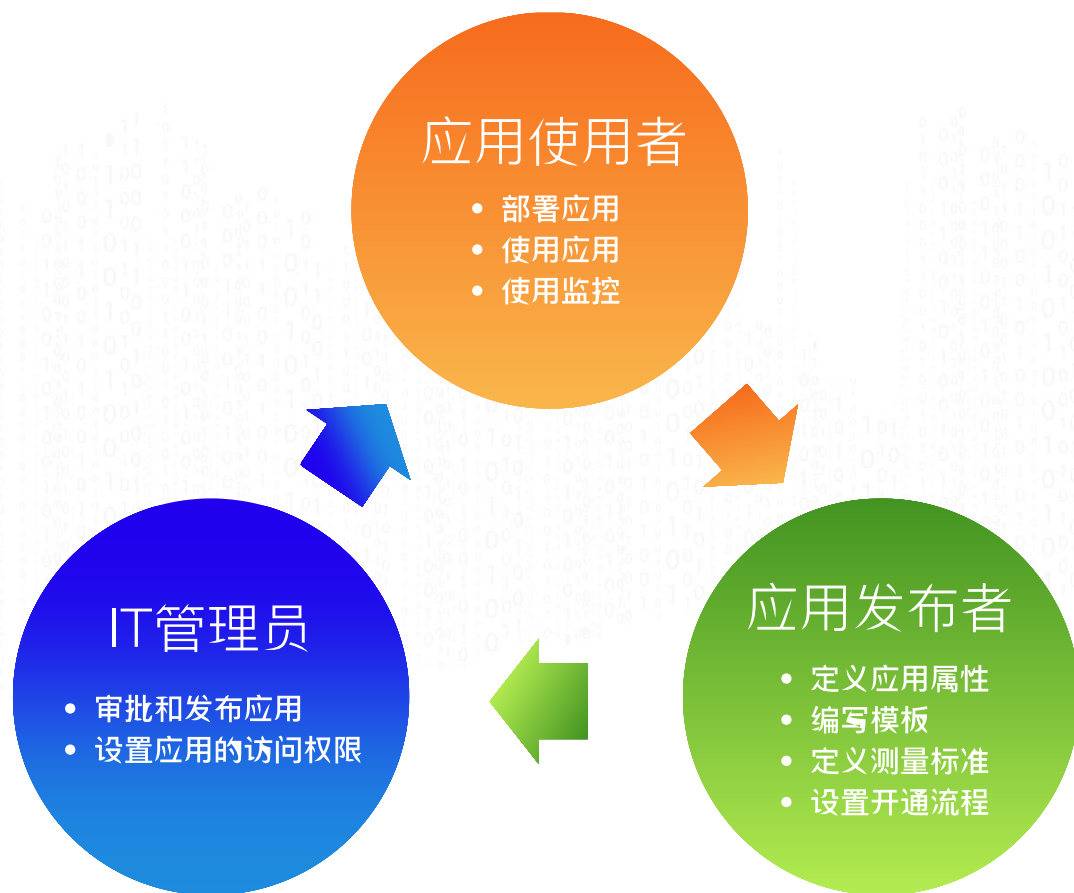 应用使用者
• 部署应用
• 使用应用
• 使用监控
应用发布者
• 定义应用属性
• 编写模板
• 定义测量标准
• 设置开通流程
IT管理员
• 审批和发布应用
• 设置应用的访问权限